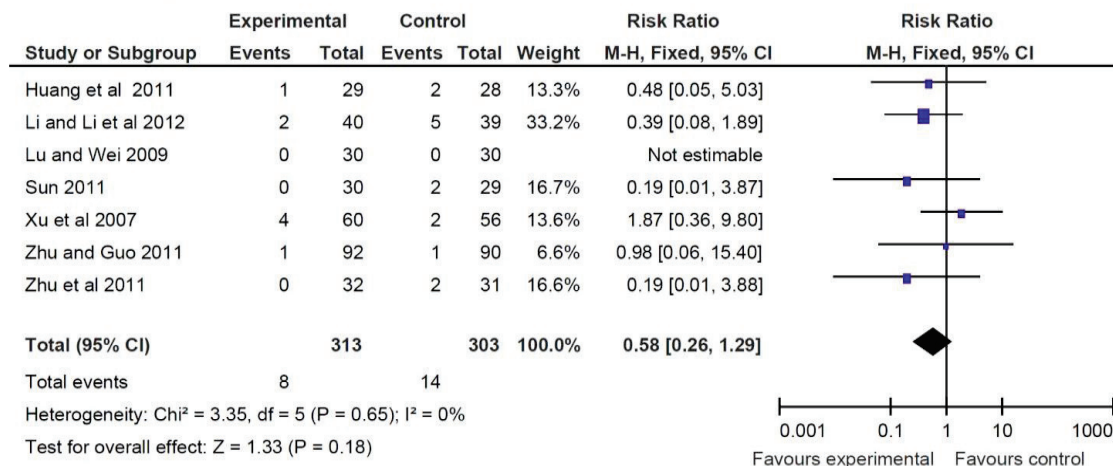 Experimental Control Risk Ratio Risk Ratio
Study or Subgroup Events Total Events Total Weight M-H, Fixed, 95% CI M-H, Fixed, 95% CI
Huang et al 2011 1 29 2 28 13.3% 0.48 [0.05, 5.03]
Li and Li et al 2012 2 40 5 39 33.2% 0.39 [0.08, 1.89]
Lu and Wei 2009 0 30 0 30 Not estimable
Sun 2011 0 30 2 29 16.7% 0.19 [0.01, 3.87]
Xu et al 2007 4 60 2 56 13.6% 1.87 [0.36, 9.80]
Zhu and Guo 2011 1 92 1 90 6.6% 0.98 [0.06, 15.40]
Zhu et al 2011 0 32 2 31 16.6% 0.19 [0.01, 3.88]
Total (95% CI) 313 303 100.0% 0.58 [0.26, 1.29]
Total events 8 14
Heterogeneity: Chi² = 3.35, df = 5 (P = 0.65); I² = 0%
Test for overall effect: Z = 1.33 (P = 0.18)
0.001 0.1 1 10 1000
Favours experimental Favours control